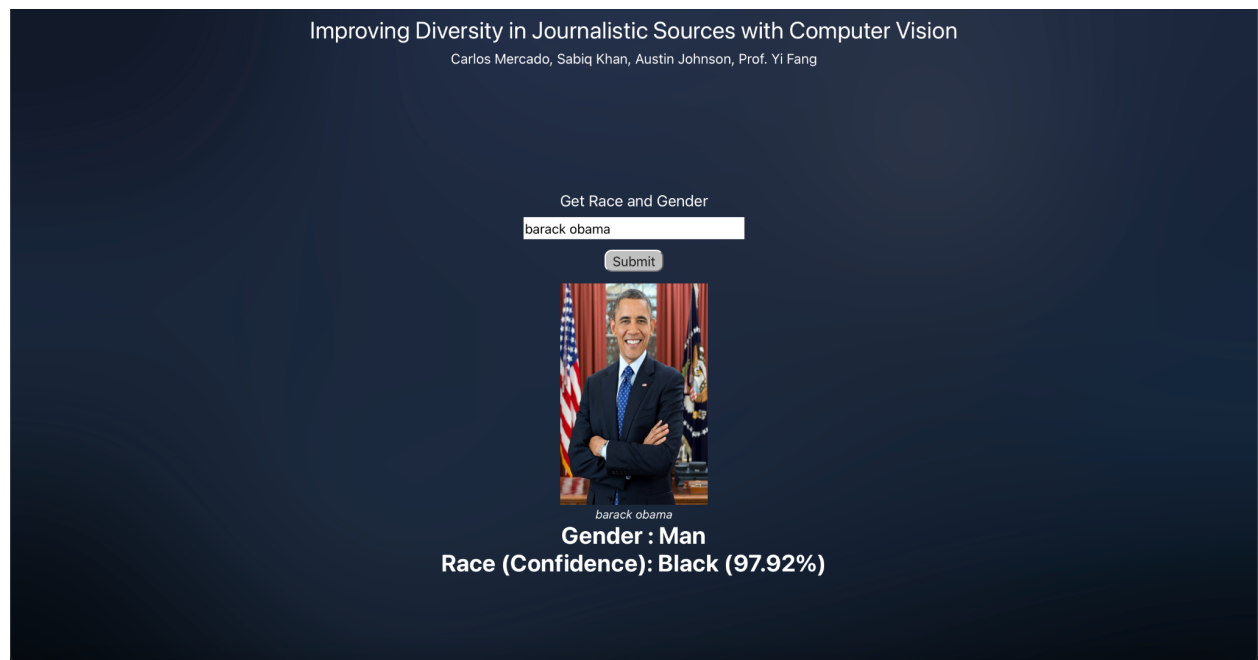 Improving Diversity in Journalistic Sources with Computer Vision
Carlos Mercado, Sabiq Khan, Austin Johnson, Prof. Yi Fang
Get Race and Gender
barack obama
Submit
barack obama
Gender : Man
Race (Confidence): Black (97.92%)